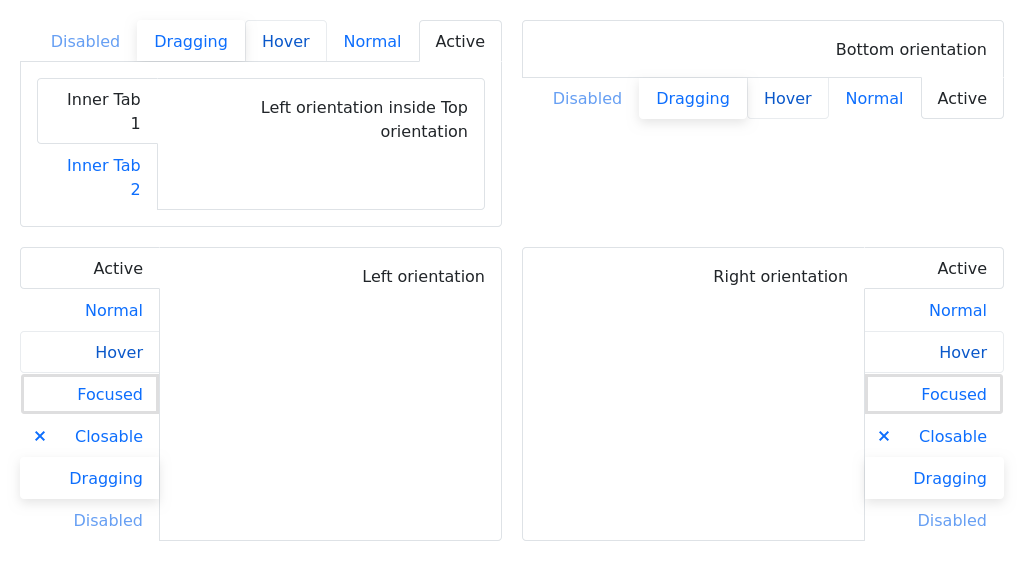 Disabled Dragging Hover Normal Active
Inner Tab
1
Inner Tab
2
Left orientation inside Top
orientation
Bottom orientation
Disabled Dragging Hover Normal Active
Active
Normal
Hover
Focused
✕ Closable
Dragging
Disabled
Left orientation
Right orientation
Active
Normal
Hover
Focused
✕ Closable
Dragging
Disabled